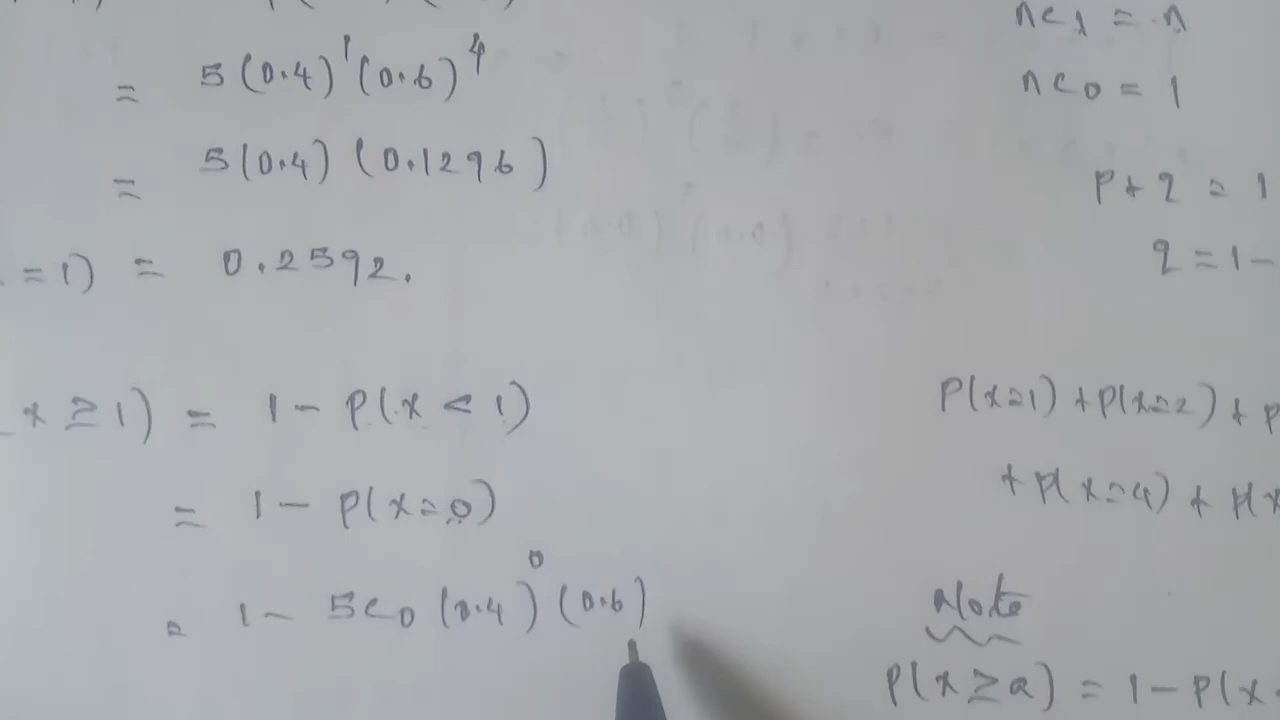 = 5(0.4)^1 (0.6)^4
= 5(0.4) (0.1296)
=1) = 0.2592.
x ≥ 1) = 1 - P(x < 1)
= 1 - P(x=0)
= 1 - 5c₀ (0.4)^0 (0.6)
nc₁ = n
nc₀ = 1
P + q = 1
q = 1 -
P(x=1) + P(x=2) + P
+ P(x=4) + P(x
Note
P(x ≥ a) = 1 - P(x <